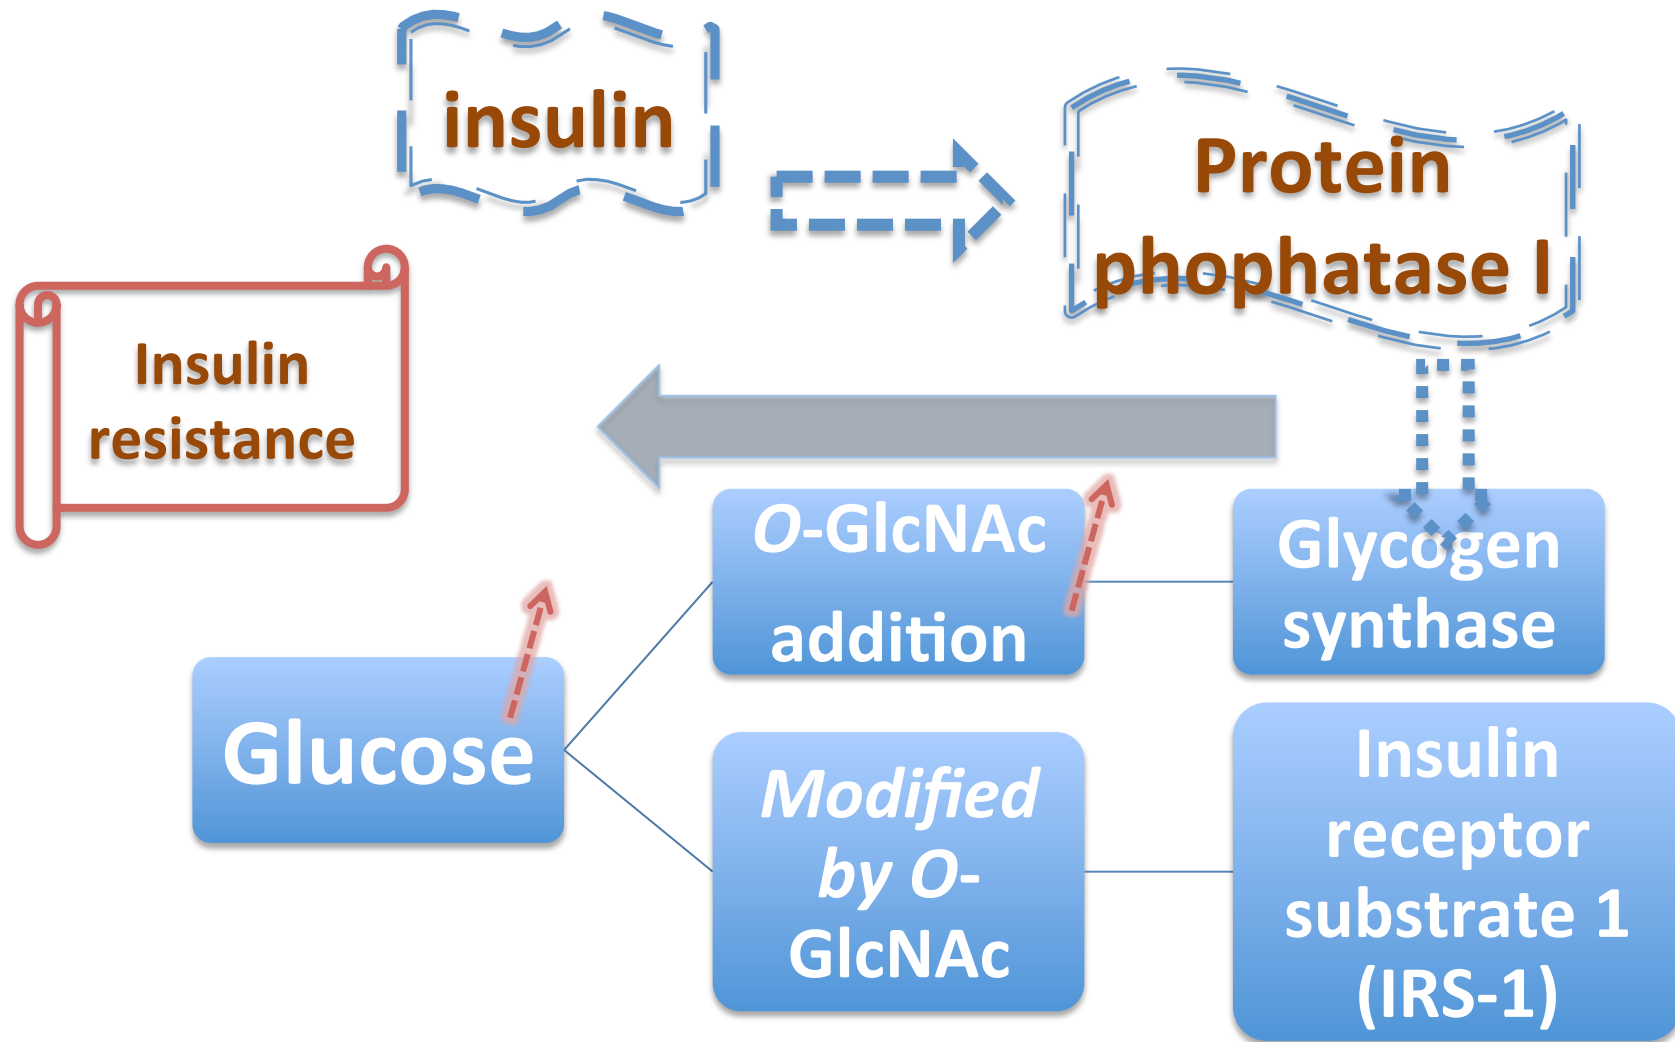 insulin
Protein
phophatase I
Insulin
resistance
O-GlcNAc
addition
Glycogen
synthase
Glucose
Modified
by O-
GlcNAc
Insulin
receptor
substrate 1
(IRS-1)